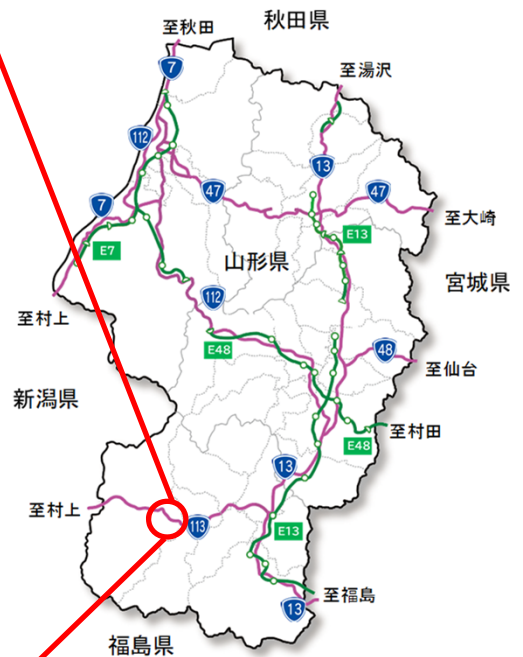 秋田県
至秋田
7
至湯沢
112
13
47
47
7
至大崎
E13
E7
山形県
宮城県
112
至村上
E48
48
至仙台
新潟県
至村田
E48
13
至村上
113
E13
至福島
13
福島県